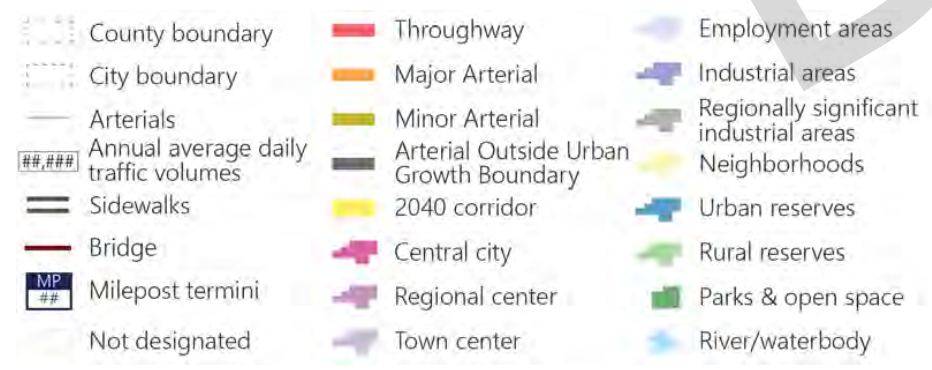 County boundary
City boundary
Arterials
##,###
Annual average daily
traffic volumes
Sidewalks
Bridge
MP
##
Milepost termini
Not designated
Throughway
Major Arterial
Minor Arterial
Arterial Outside Urban
Growth Boundary
2040 corridor
Central city
Regional center
Town center
Employment areas
Industrial areas
Regionally significant
industrial areas
Neighborhoods
Urban reserves
Rural reserves
Parks & open space
River/waterbody